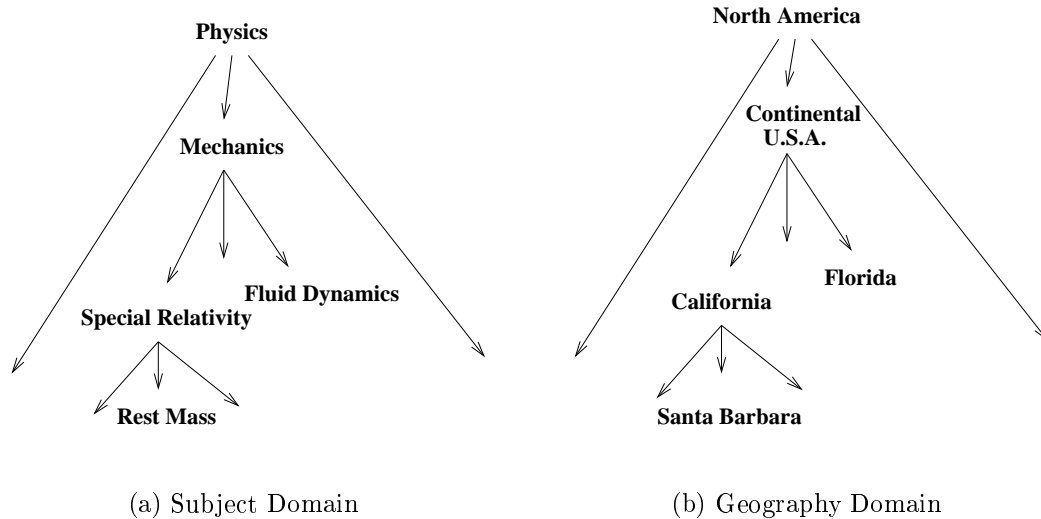 Physics
Mechanics
Fluid Dynamics
Special Relativity
Rest Mass
(a) Subject Domain
North America
Continental
U.S.A.
Florida
California
Santa Barbara
(b) Geography Domain